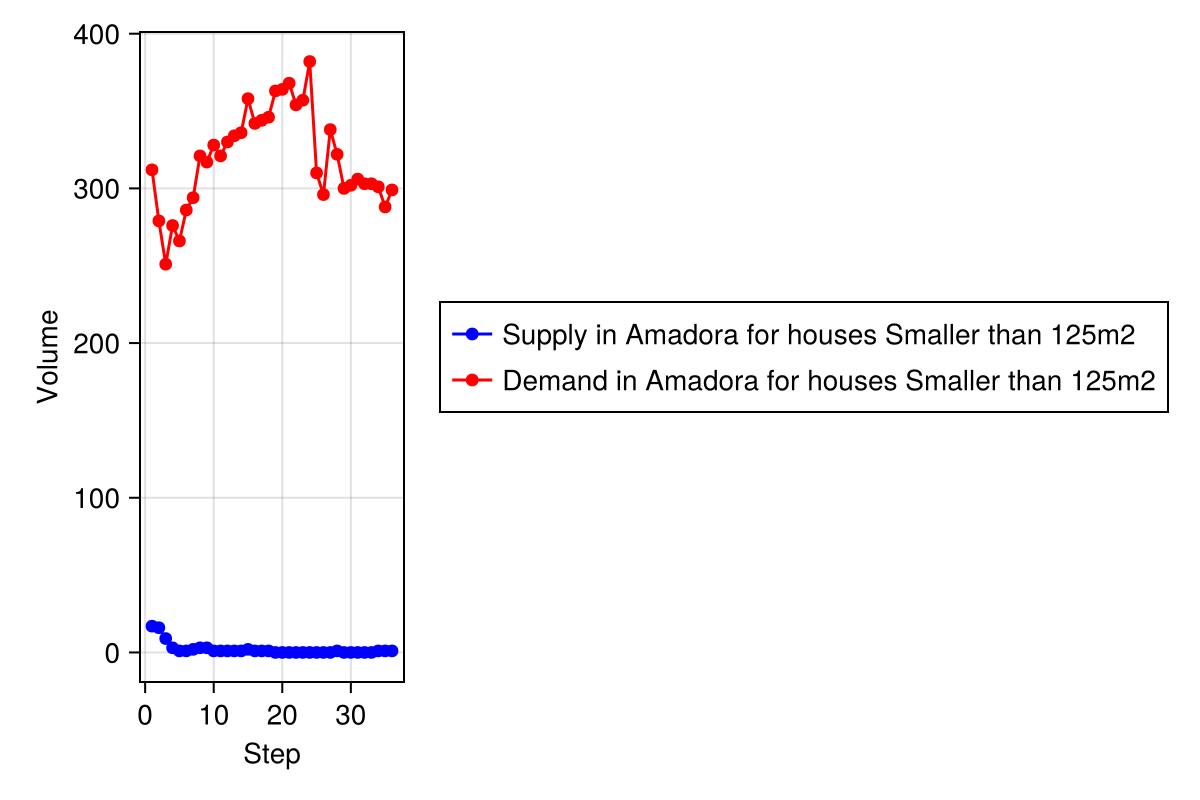 400
300
200
100
0
Volume
0 10 20 30
Step
Supply in Amadora for houses Smaller than 125m2
Demand in Amadora for houses Smaller than 125m2